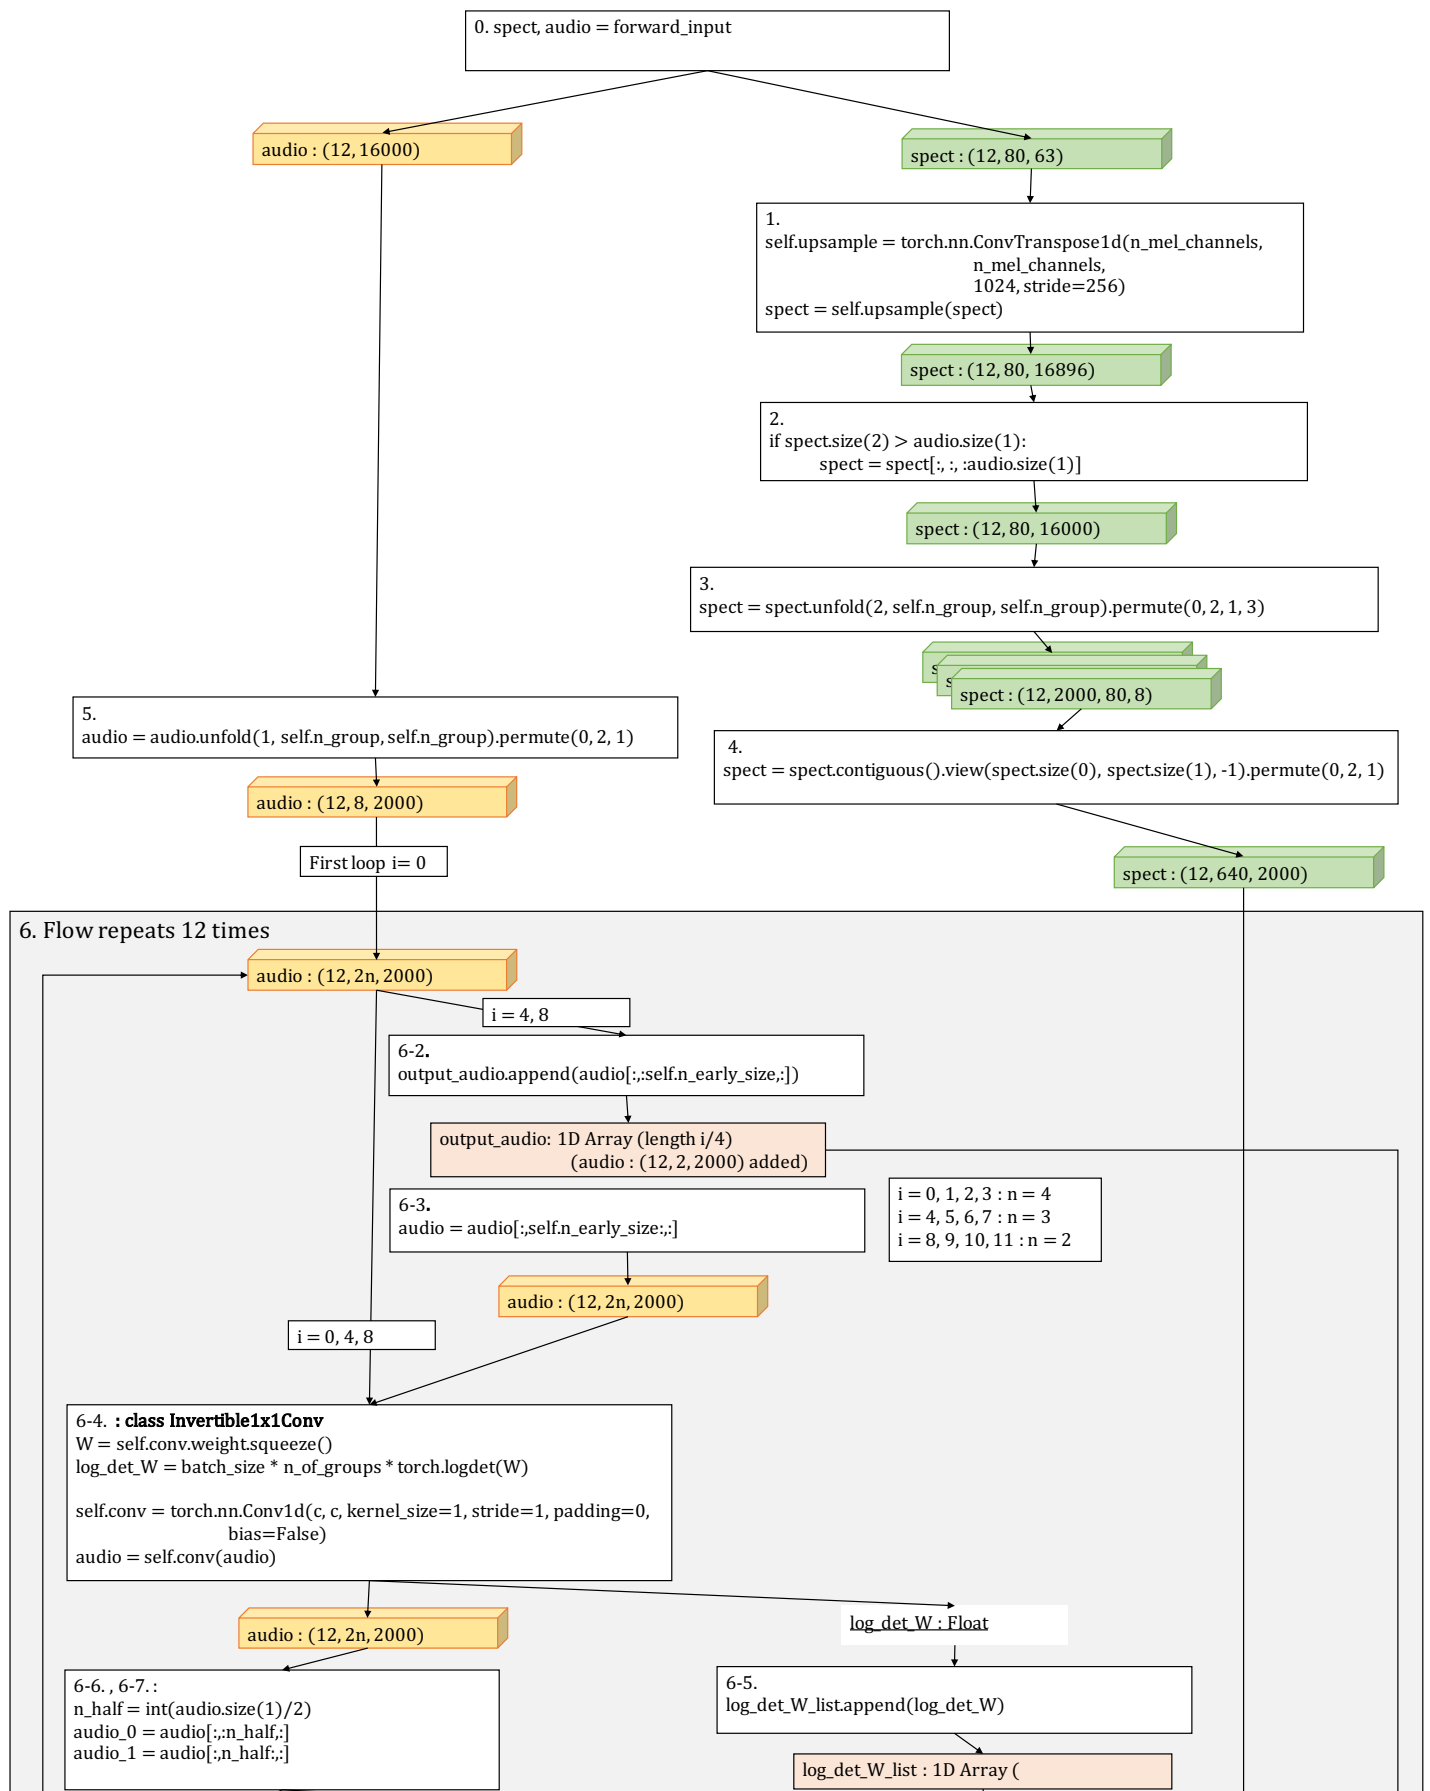 0. spect, audio = forward_input
audio : (12, 16000)
spect : (12, 80, 63)
1.
self.upsample = torch.nn.ConvTranspose1d(n_mel_channels,
n_mel_channels,
1024, stride=256)
spect = self.upsample(spect)
spect : (12, 80, 16896)
2.
if spect.size(2) > audio.size(1):
spect = spect[:, :, :audio.size(1)]
spect : (12, 80, 16000)
3.
spect = spect.unfold(2, self.n_group, self.n_group).permute(0, 2, 1, 3)
s
s
spect : (12, 2000, 80, 8)
5.
audio = audio.unfold(1, self.n_group, self.n_group).permute(0, 2, 1)
4.
spect = spect.contiguous().view(spect.size(0), spect.size(1), -1).permute(0, 2, 1)
audio : (12, 8, 2000)
First loop i= 0
spect : (12, 640, 2000)
6. Flow repeats 12 times
audio : (12, 2n, 2000)
i = 4, 8
6-2.
output_audio.append(audio[:,:self.n_early_size,:])
output_audio: 1D Array (length i/4)
(audio : (12, 2, 2000) added)
6-3.
audio = audio[:,self.n_early_size:,:]
i = 0, 1, 2, 3 : n = 4
i = 4, 5, 6, 7 : n = 3
i = 8, 9, 10, 11 : n = 2
audio : (12, 2n, 2000)
i = 0, 4, 8
6-4. : class Invertible1x1Conv
W = self.conv.weight.squeeze()
log_det_W = batch_size * n_of_groups * torch.logdet(W)
self.conv = torch.nn.Conv1d(c, c, kernel_size=1, stride=1, padding=0,
bias=False)
audio = self.conv(audio)
audio : (12, 2n, 2000)
log_det_W : Float
6-6. , 6-7. :
n_half = int(audio.size(1)/2)
audio_0 = audio[:,:n_half,:]
audio_1 = audio[:,n_half:,:]
6-5.
log_det_W_list.append(log_det_W)
log_det_W_list : 1D Array (